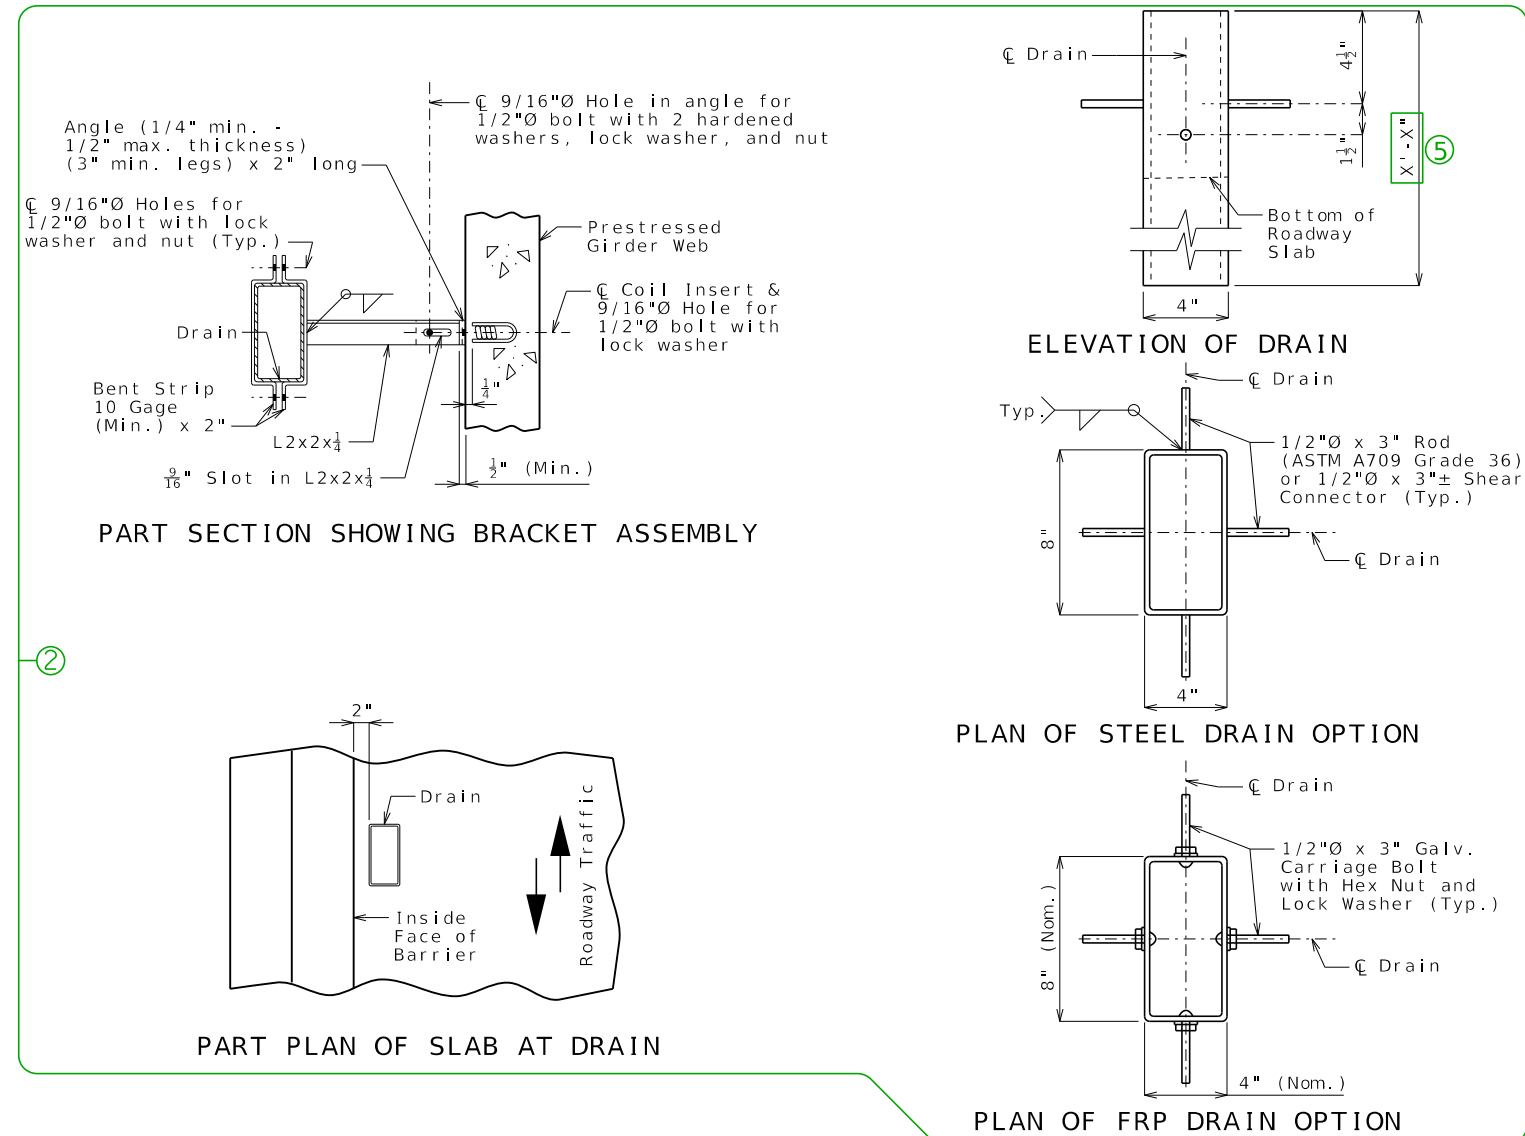 ℄ 9/16"Ø Hole in angle for
1/2"Ø bolt with 2 hardened
washers, lock washer, and nut
Angle (1/4" min. -
1/2" max. thickness)
(3" min. legs) x 2" long
℄ 9/16"Ø Holes for
1/2"Ø bolt with lock
washer and nut (Typ.)
Prestressed
Girder Web
℄ Coil Insert &
9/16"Ø Hole for
1/2"Ø bolt with
lock washer
Drain
Bent Strip
10 Gage
(Min.) x 2"
L2x2x1/4
9/16" Slot in L2x2x1/4
1/4"
1/2" (Min.)
PART SECTION SHOWING BRACKET ASSEMBLY
2
2"
Drain
Inside
Face of
Barrier
Roadway Traffic
PART PLAN OF SLAB AT DRAIN
℄ Drain
4 1/2"
1 1/2"
X'-X"
5
Bottom of
Roadway
Slab
4"
ELEVATION OF DRAIN
℄ Drain
Typ.
1/2"Ø x 3" Rod
(ASTM A709 Grade 36)
or 1/2"Ø x 3"± Shear
Connector (Typ.)
8"
℄ Drain
4"
PLAN OF STEEL DRAIN OPTION
℄ Drain
1/2"Ø x 3" Galv.
Carriage Bolt
with Hex Nut and
Lock Washer (Typ.)
8" (Nom.)
℄ Drain
4" (Nom.)
PLAN OF FRP DRAIN OPTION